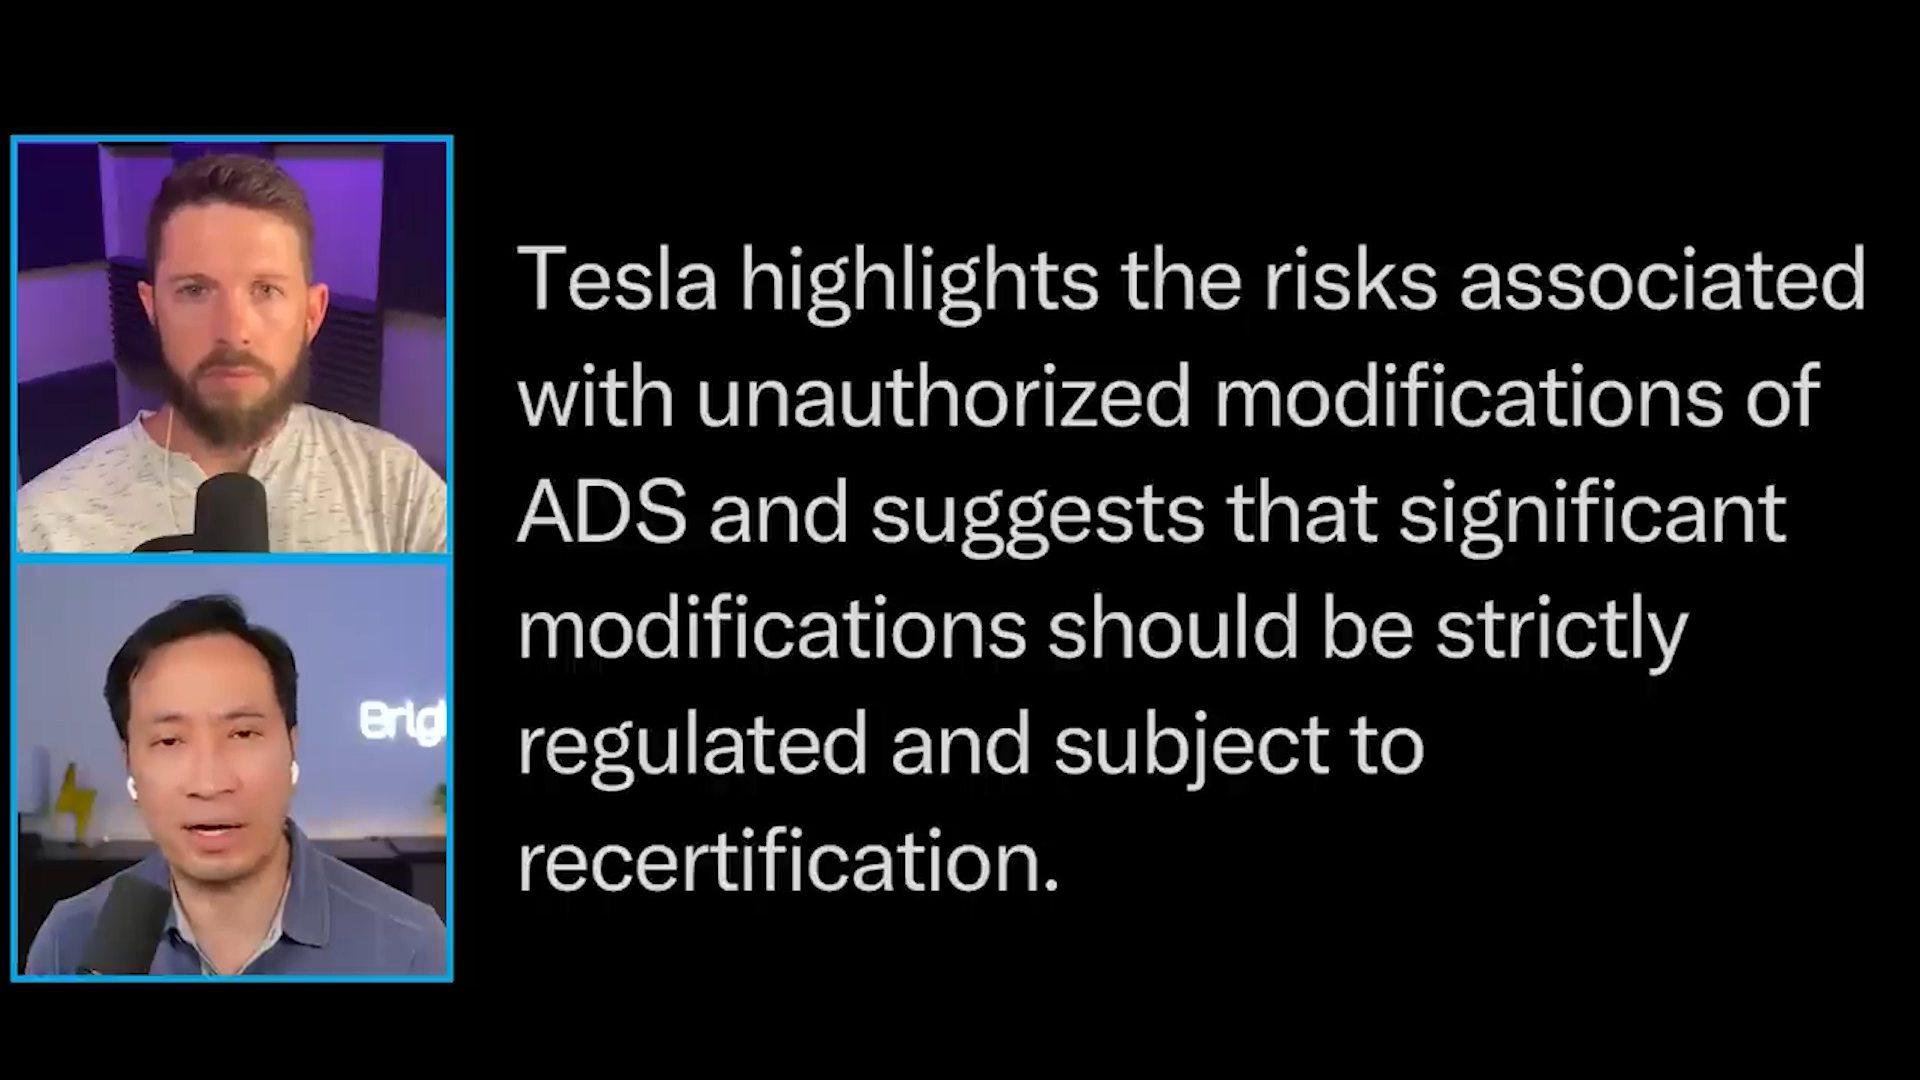 Tesla highlights the risks associated
with unauthorized modifications of
ADS and suggests that significant
modifications should be strictly
regulated and subject to
recertification.